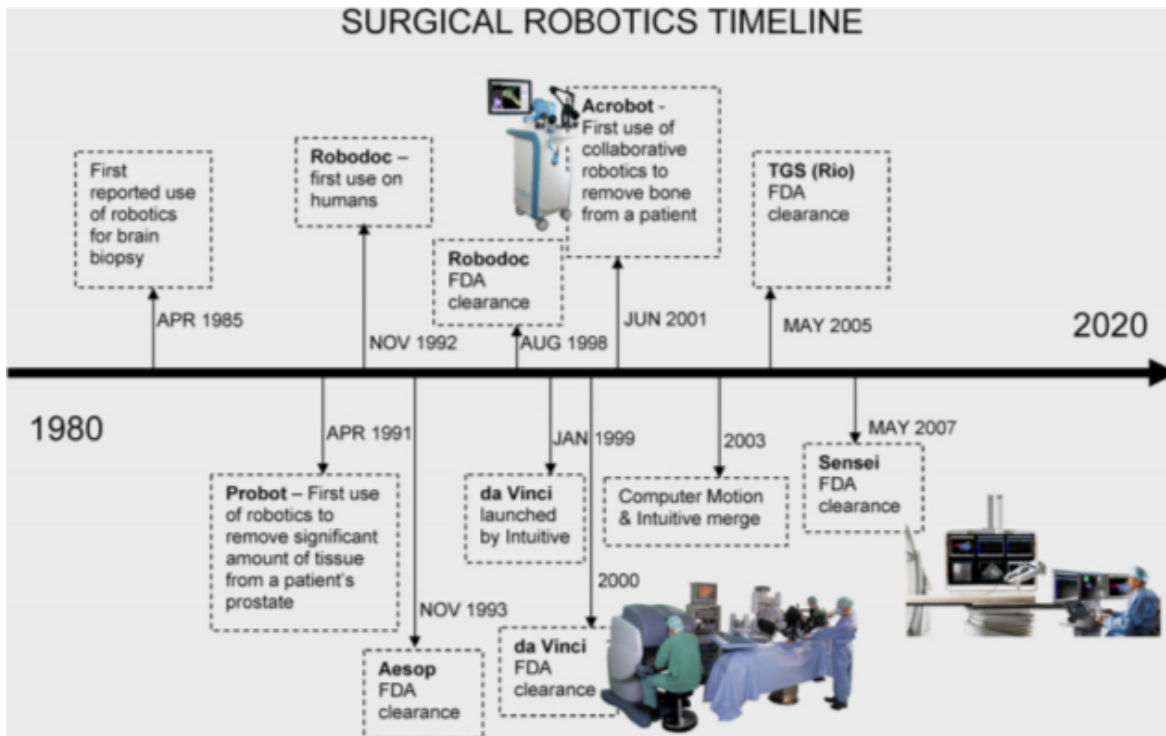 SURGICAL ROBOTICS TIMELINE
First
reported use
of robotics
for brain
biopsy
APR 1985
Robodoc –
first use on
humans
NOV 1992
Robodoc
FDA
clearance
AUG 1998
Acrobot -
First use of
collaborative
robotics to
remove bone
from a patient
JUN 2001
TGS (Rio)
FDA
clearance
MAY 2005
2020
1980
APR 1991
Probot – First use
of robotics to
remove significant
amount of tissue
from a patient's
prostate
NOV 1993
Aesop
FDA
clearance
JAN 1999
da Vinci
launched
by Intuitive
2000
da Vinci
FDA
clearance
2003
Computer Motion
& Intuitive merge
MAY 2007
Sensei
FDA
clearance